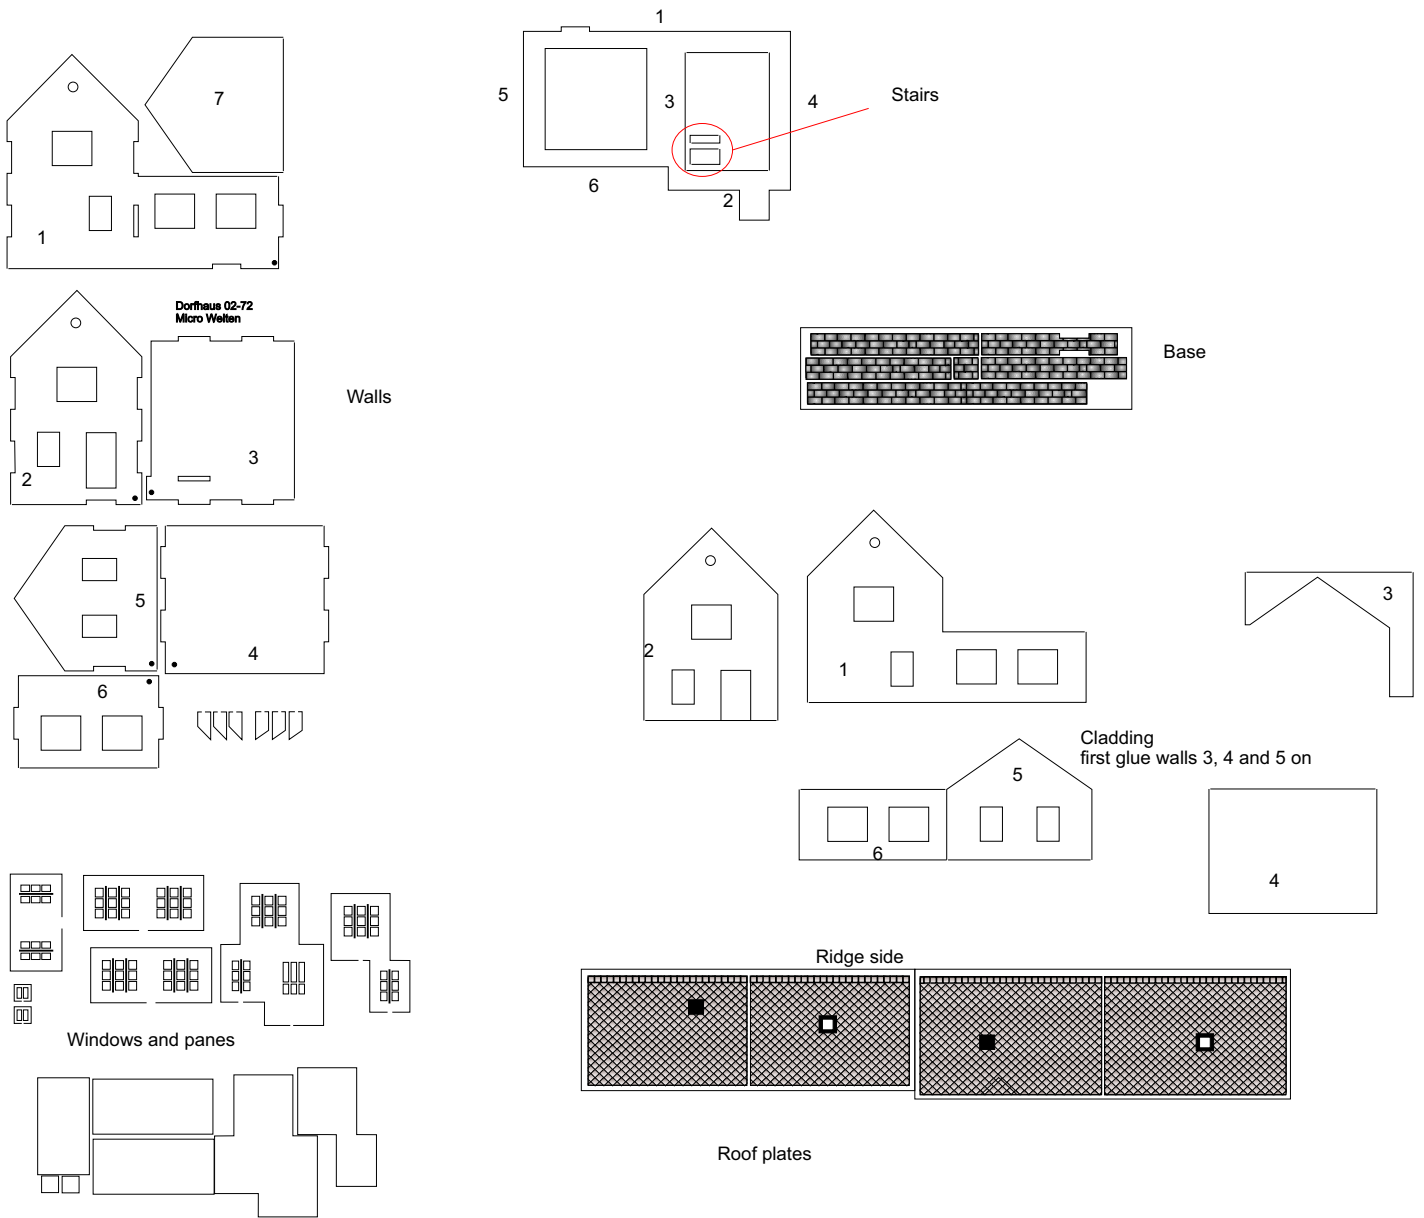 1
7
5
3
4
Stairs
6
2
1
Dorfhaus 02-72
Micro Welten
Walls
2
3
Base
5
4
6
2
1
3
Cladding
first glue walls 3, 4 and 5 on
5
6
4
Ridge side
Windows and panes
Roof plates